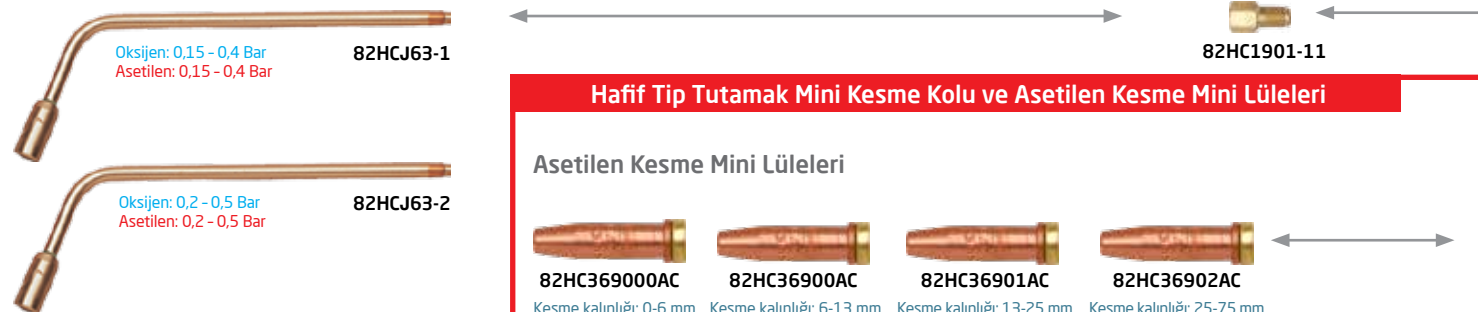 Oksijen: 0,15 - 0,4 Bar
Asetilen: 0,15 - 0,4 Bar
82HCJ63-1
82HC1901-11
Hafif Tip Tutamak Mini Kesme Kolu ve Asetilen Kesme Mini Lüleleri
Oksijen: 0,2 - 0,5 Bar
Asetilen: 0,2 - 0,5 Bar
82HCJ63-2
Asetilen Kesme Mini Lüleleri
82HC369000AC
82HC36900AC
82HC36901AC
82HC36902AC
Kesme kalınlığı: 0-6 mm
Kesme kalınlığı: 6-13 mm
Kesme kalınlığı: 13-25 mm
Kesme kalınlığı: 25-75 mm